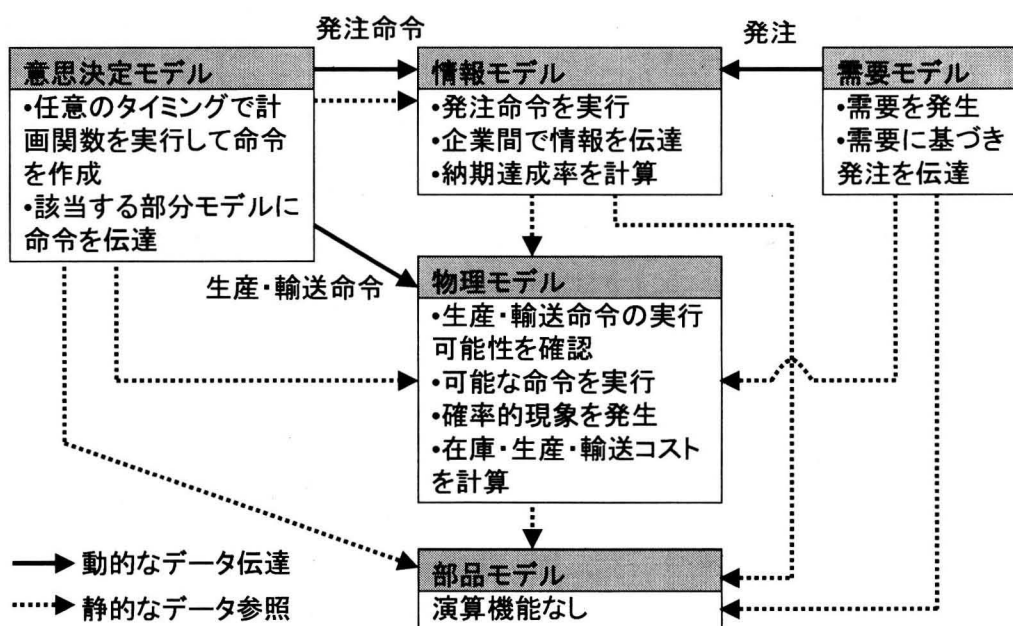 発注命令
発注
意思決定モデル
•任意のタイミングで計
画関数を実行して命令
を作成
•該当する部分モデルに
命令を伝達
情報モデル
•発注命令を実行
•企業間で情報を伝達
•納期達成率を計算
需要モデル
•需要を発生
•需要に基づき
発注を伝達
生産・輸送命令
物理モデル
•生産・輸送命令の実行
可能性を確認
•可能な命令を実行
•確率的現象を発生
•在庫・生産・輸送コスト
を計算
部品モデル
演算機能なし
動的なデータ伝達
静的なデータ参照